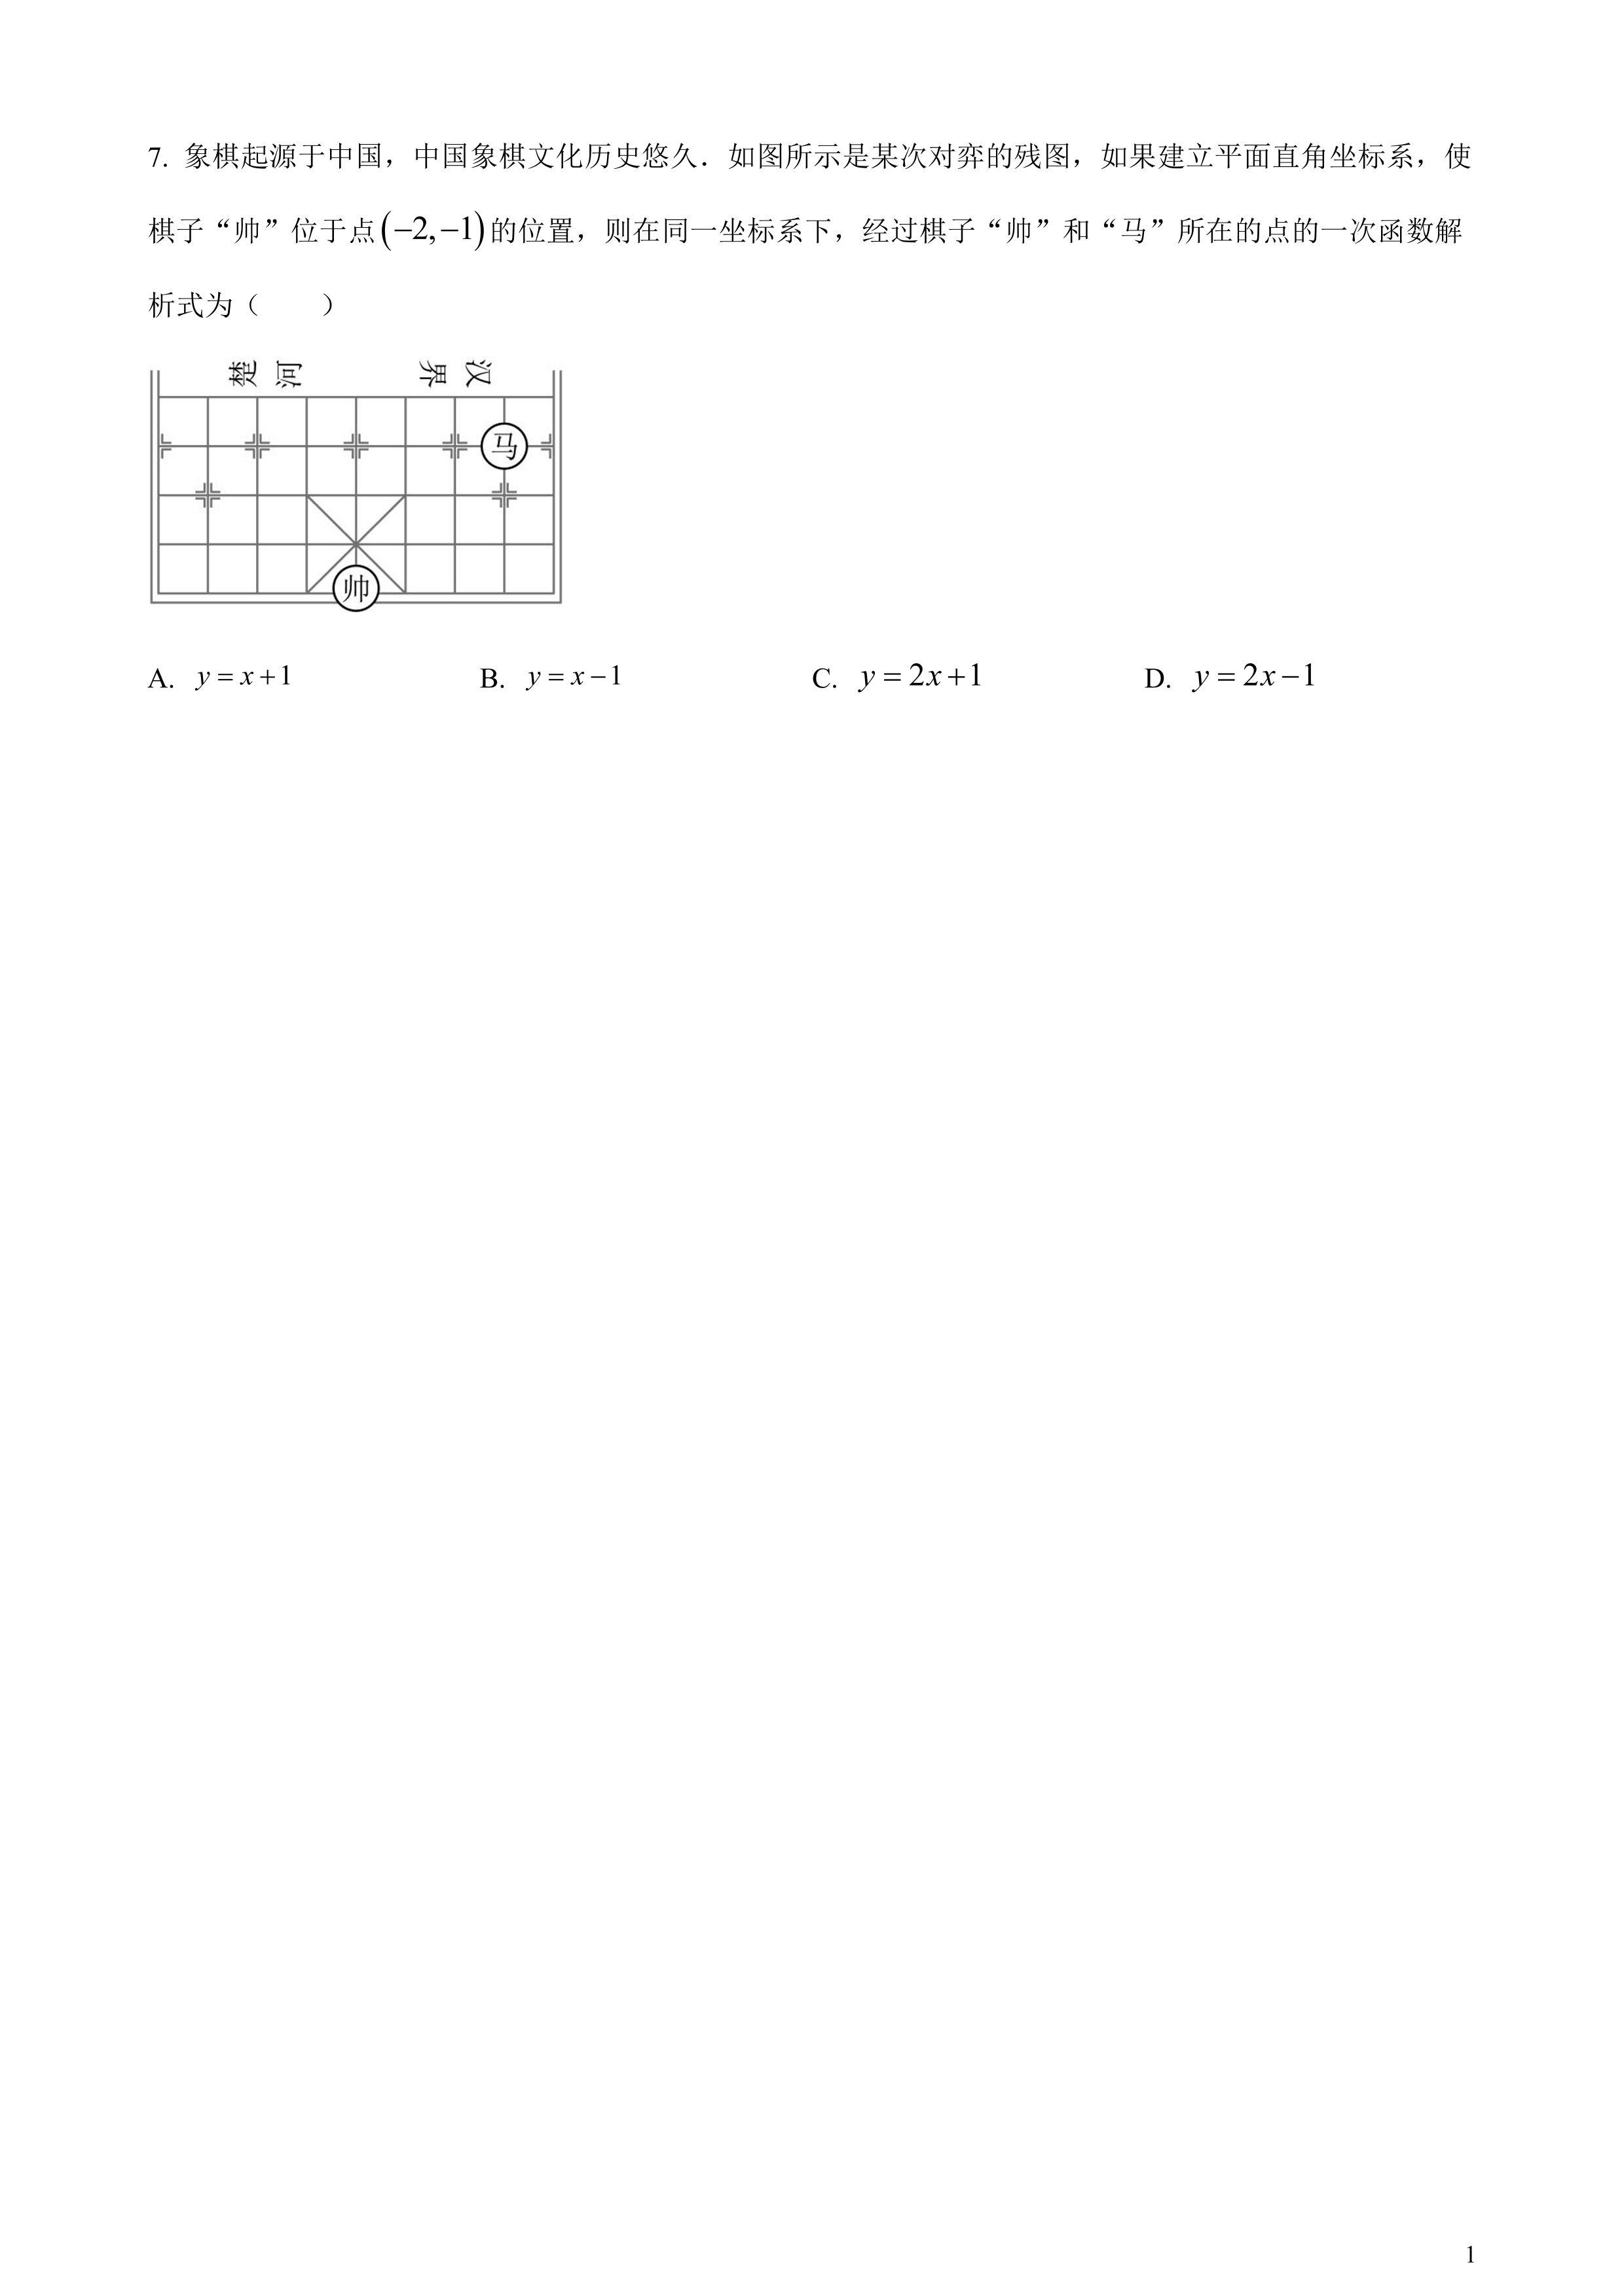 7. 象棋起源于中国，中国象棋文化历史悠久．如图所示是某次对弈的残图，如果建立平面直角坐标系，使
棋子“帅”位于点(−2,−1)的位置，则在同一坐标系下，经过棋子“帅”和“马”所在的点的一次函数解
析式为（　　）
楚 河 界 汉
马
帅
A. y = x + 1 B. y = x − 1 C. y = 2x + 1 D. y = 2x − 1
1